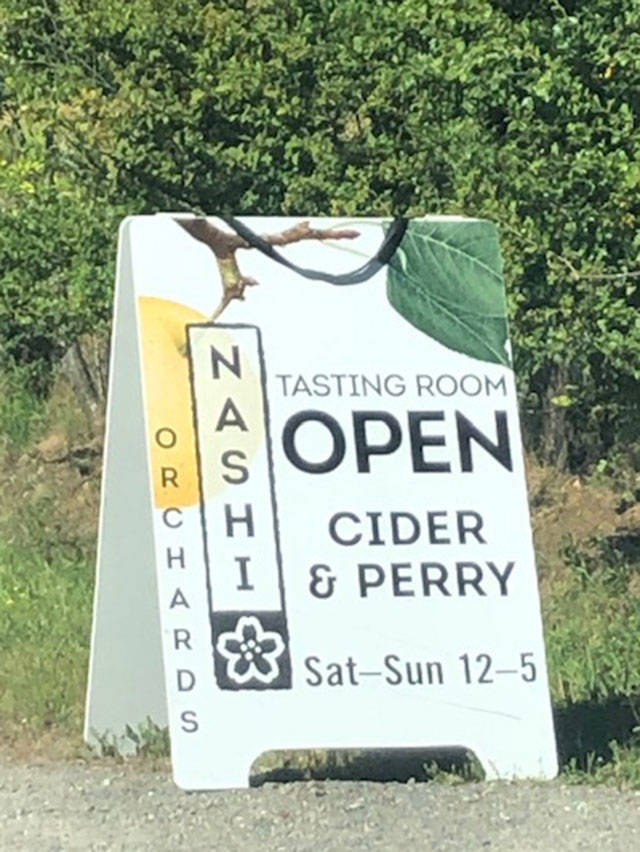 NASHI
ORCHARDS
TASTING ROOM
OPEN
CIDER
& PERRY
Sat–Sun 12–5